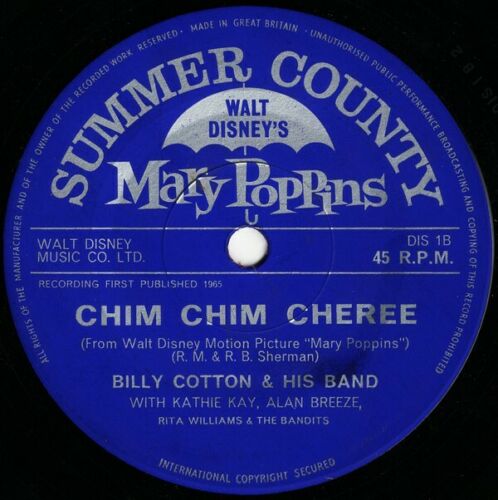 ALL RIGHTS OF THE MANUFACTURER AND OF THE OWNER OF THE RECORDED WORK RESERVED · MADE IN GREAT BRITAIN · UNAUTHORISED PUBLIC PERFORMANCE BROADCASTING AND COPYING OF THIS RECORD PROHIBITED
SUMMER COUNTY
WALT
DISNEY'S
Mary Poppins
WALT DISNEY
MUSIC CO. LTD.
DIS 1B
45 R.P.M.
RECORDING FIRST PUBLISHED 1965
CHIM CHIM CHEREE
(From Walt Disney Motion Picture "Mary Poppins")
(R. M. & R. B. Sherman)
BILLY COTTON & HIS BAND
WITH KATHIE KAY, ALAN BREEZE,
RITA WILLIAMS & THE BANDITS
INTERNATIONAL COPYRIGHT SECURED